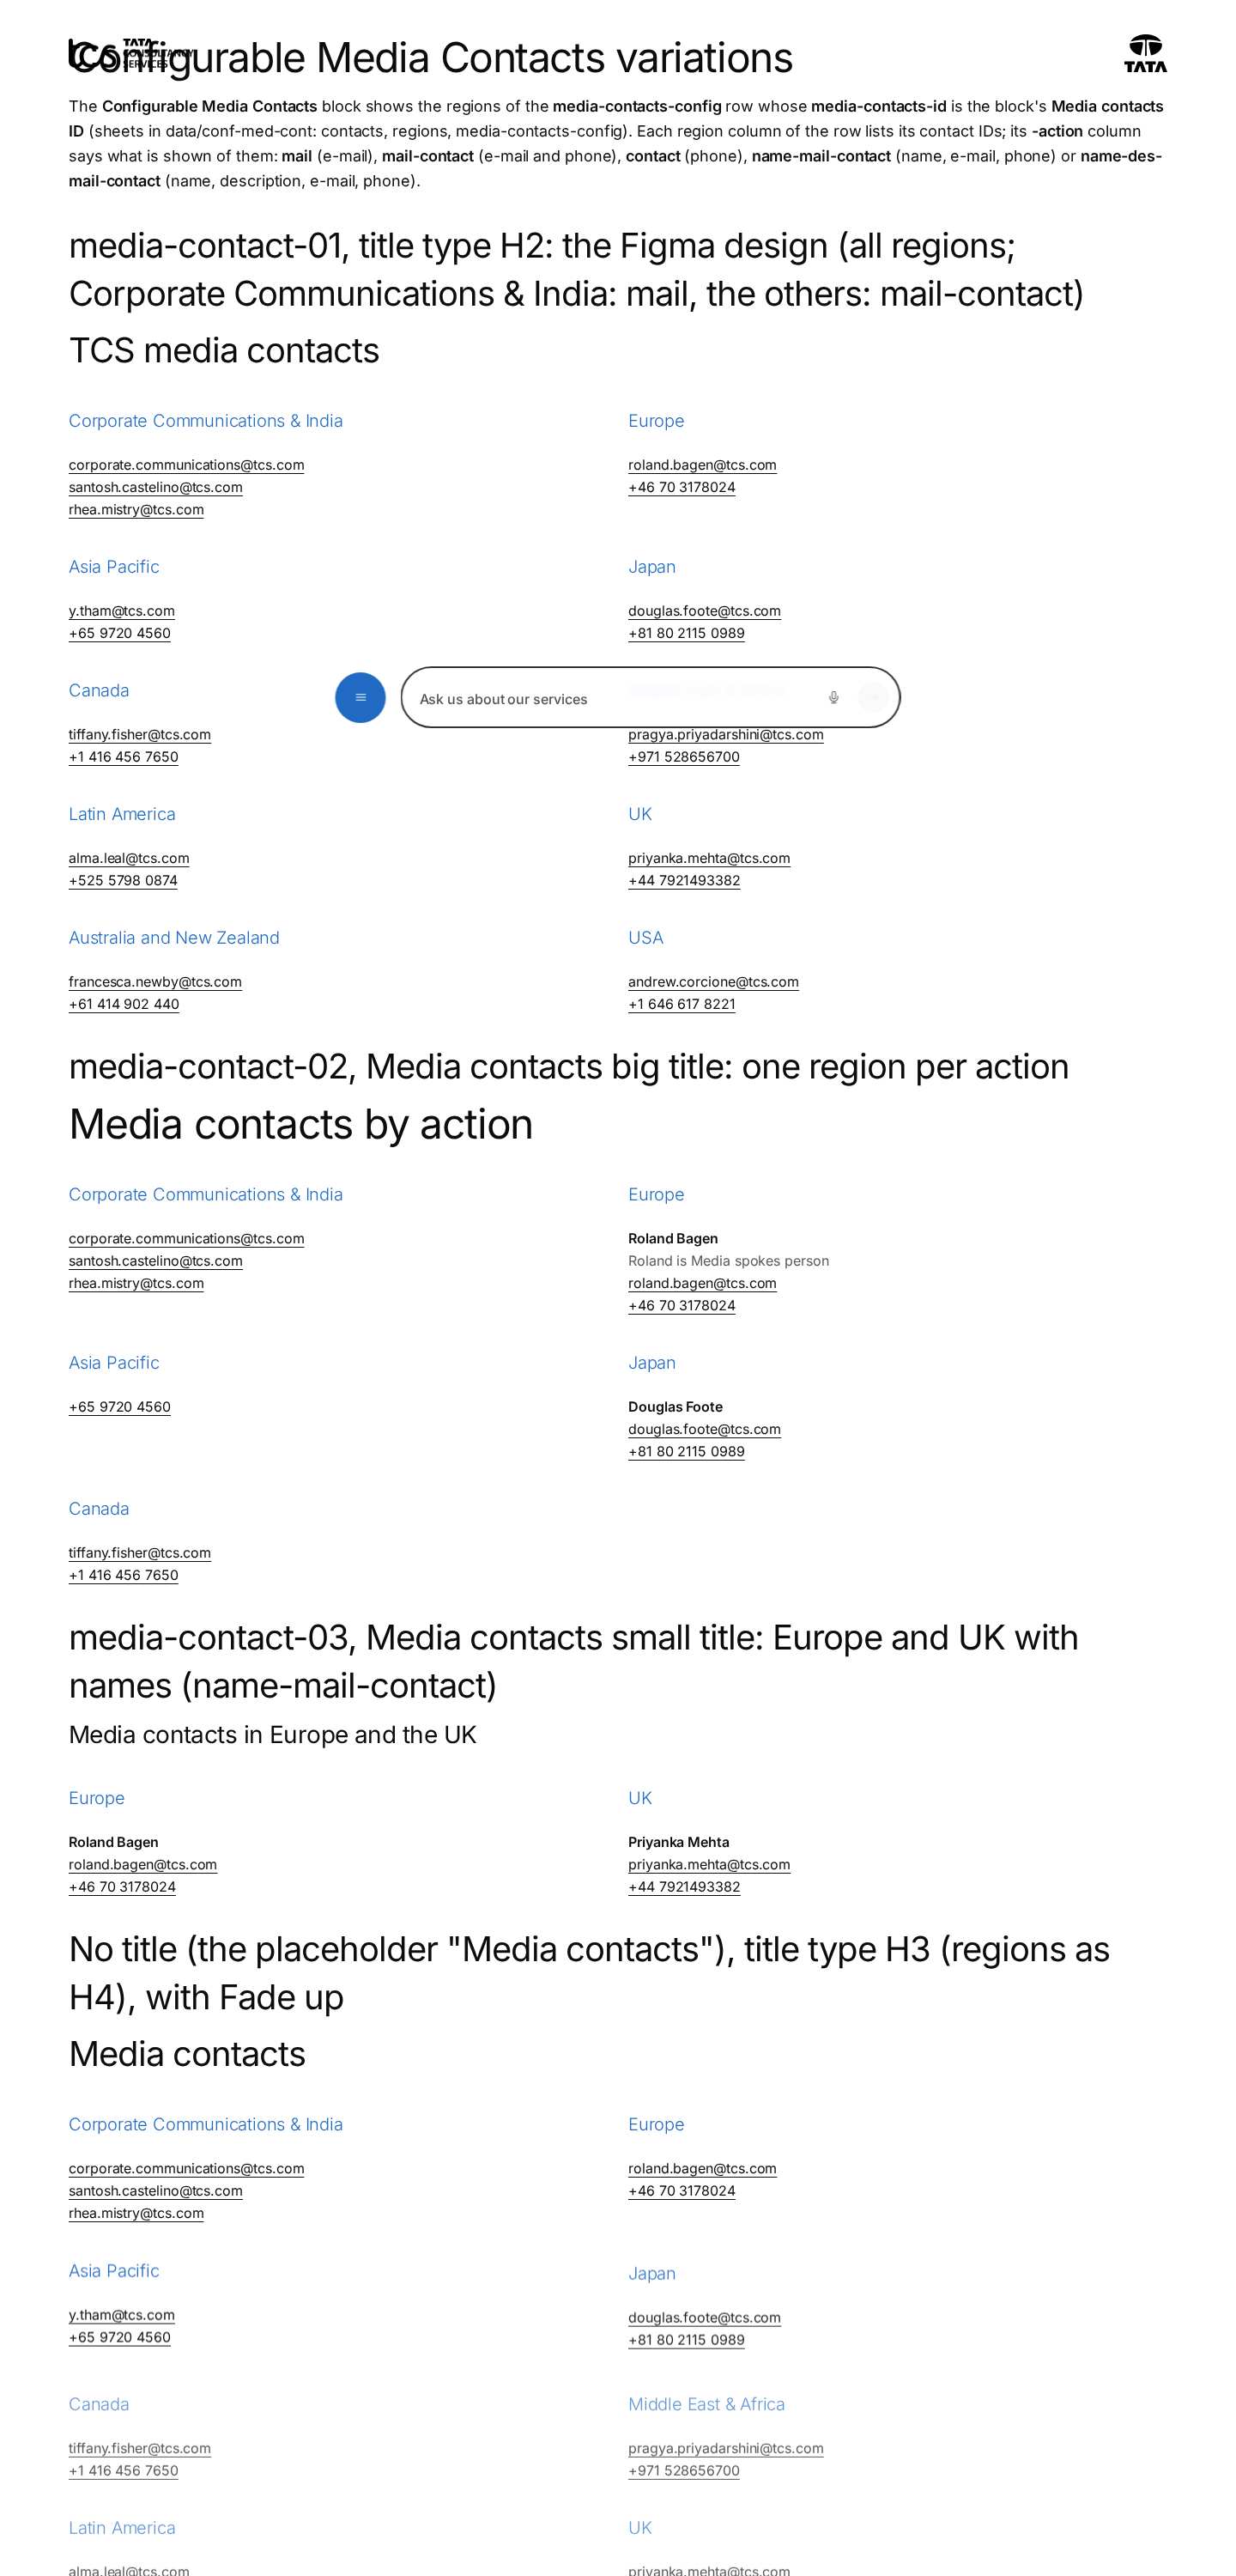 Configurable Media Contacts variations
TATA
CONSULTANCY
SERVICES
TATA
The Configurable Media Contacts block shows the regions of the media-contacts-config row whose media-contacts-id is the block's Media contacts
ID (sheets in data/conf-med-cont: contacts, regions, media-contacts-config). Each region column of the row lists its contact IDs; its -action column
says what is shown of them: mail (e-mail), mail-contact (e-mail and phone), contact (phone), name-mail-contact (name, e-mail, phone) or name-des-
mail-contact (name, description, e-mail, phone).
media-contact-01, title type H2: the Figma design (all regions;
Corporate Communications & India: mail, the others: mail-contact)
TCS media contacts
Corporate Communications & India
corporate.communications@tcs.com
santosh.castelino@tcs.com
rhea.mistry@tcs.com
Europe
roland.bagen@tcs.com
+46 70 3178024
Asia Pacific
y.tham@tcs.com
+65 9720 4560
Japan
douglas.foote@tcs.com
+81 80 2115 0989
Canada
tiffany.fisher@tcs.com
+1 416 456 7650
Ask us about our services
pragya.priyadarshini@tcs.com
+971 528656700
Latin America
alma.leal@tcs.com
+525 5798 0874
UK
priyanka.mehta@tcs.com
+44 7921493382
Australia and New Zealand
francesca.newby@tcs.com
+61 414 902 440
USA
andrew.corcione@tcs.com
+1 646 617 8221
media-contact-02, Media contacts big title: one region per action
Media contacts by action
Corporate Communications & India
corporate.communications@tcs.com
santosh.castelino@tcs.com
rhea.mistry@tcs.com
Europe
Roland Bagen
Roland is Media spokes person
roland.bagen@tcs.com
+46 70 3178024
Asia Pacific
+65 9720 4560
Japan
Douglas Foote
douglas.foote@tcs.com
+81 80 2115 0989
Canada
tiffany.fisher@tcs.com
+1 416 456 7650
media-contact-03, Media contacts small title: Europe and UK with
names (name-mail-contact)
Media contacts in Europe and the UK
Europe
Roland Bagen
roland.bagen@tcs.com
+46 70 3178024
UK
Priyanka Mehta
priyanka.mehta@tcs.com
+44 7921493382
No title (the placeholder "Media contacts"), title type H3 (regions as
H4), with Fade up
Media contacts
Corporate Communications & India
corporate.communications@tcs.com
santosh.castelino@tcs.com
rhea.mistry@tcs.com
Europe
roland.bagen@tcs.com
+46 70 3178024
Asia Pacific
y.tham@tcs.com
+65 9720 4560
Japan
douglas.foote@tcs.com
+81 80 2115 0989
Canada
tiffany.fisher@tcs.com
+1 416 456 7650
Middle East & Africa
pragya.priyadarshini@tcs.com
+971 528656700
Latin America
alma.leal@tcs.com
UK
priyanka.mehta@tcs.com